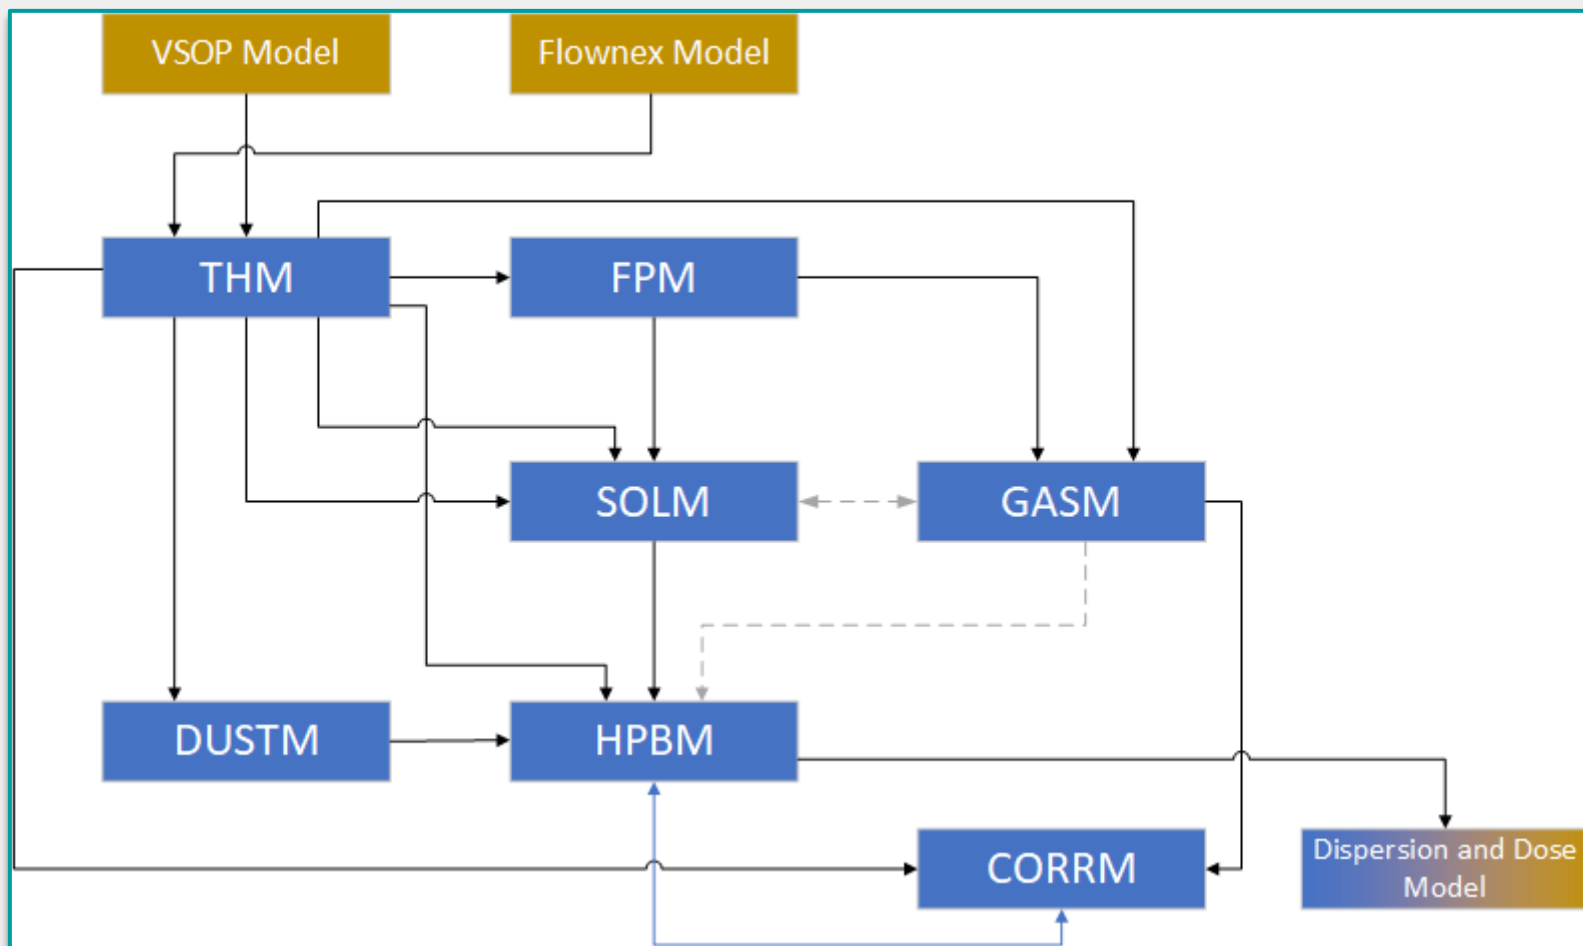 VSOP Model
Flownex Model
THM
FPM
SOLM
GASM
DUSTM
HPBM
CORRM
Dispersion and Dose
Model